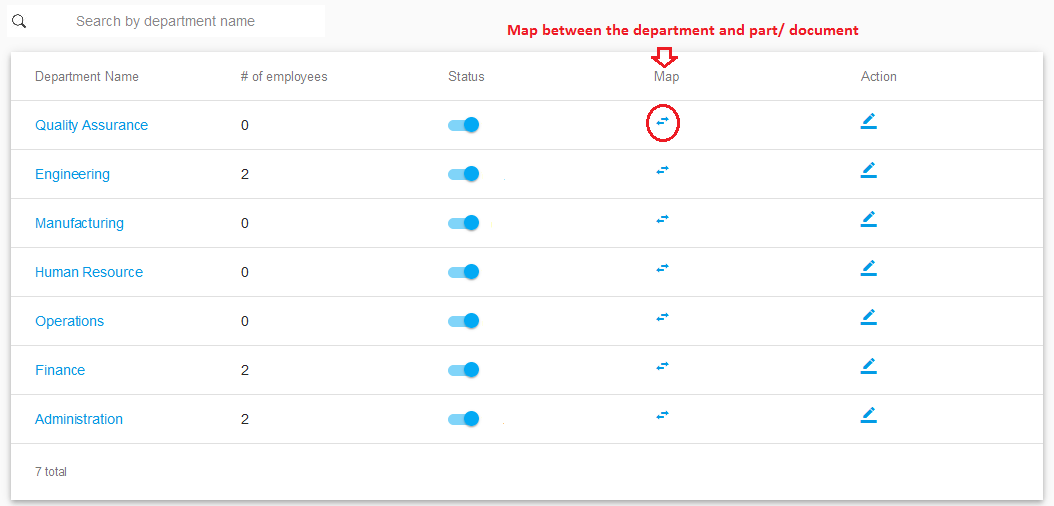 Search by department name
Map between the department and part/ document
Department Name # of employees Status Map Action
Quality Assurance 0
Engineering 2
Manufacturing 0
Human Resource 0
Operations 0
Finance 2
Administration 2
7 total